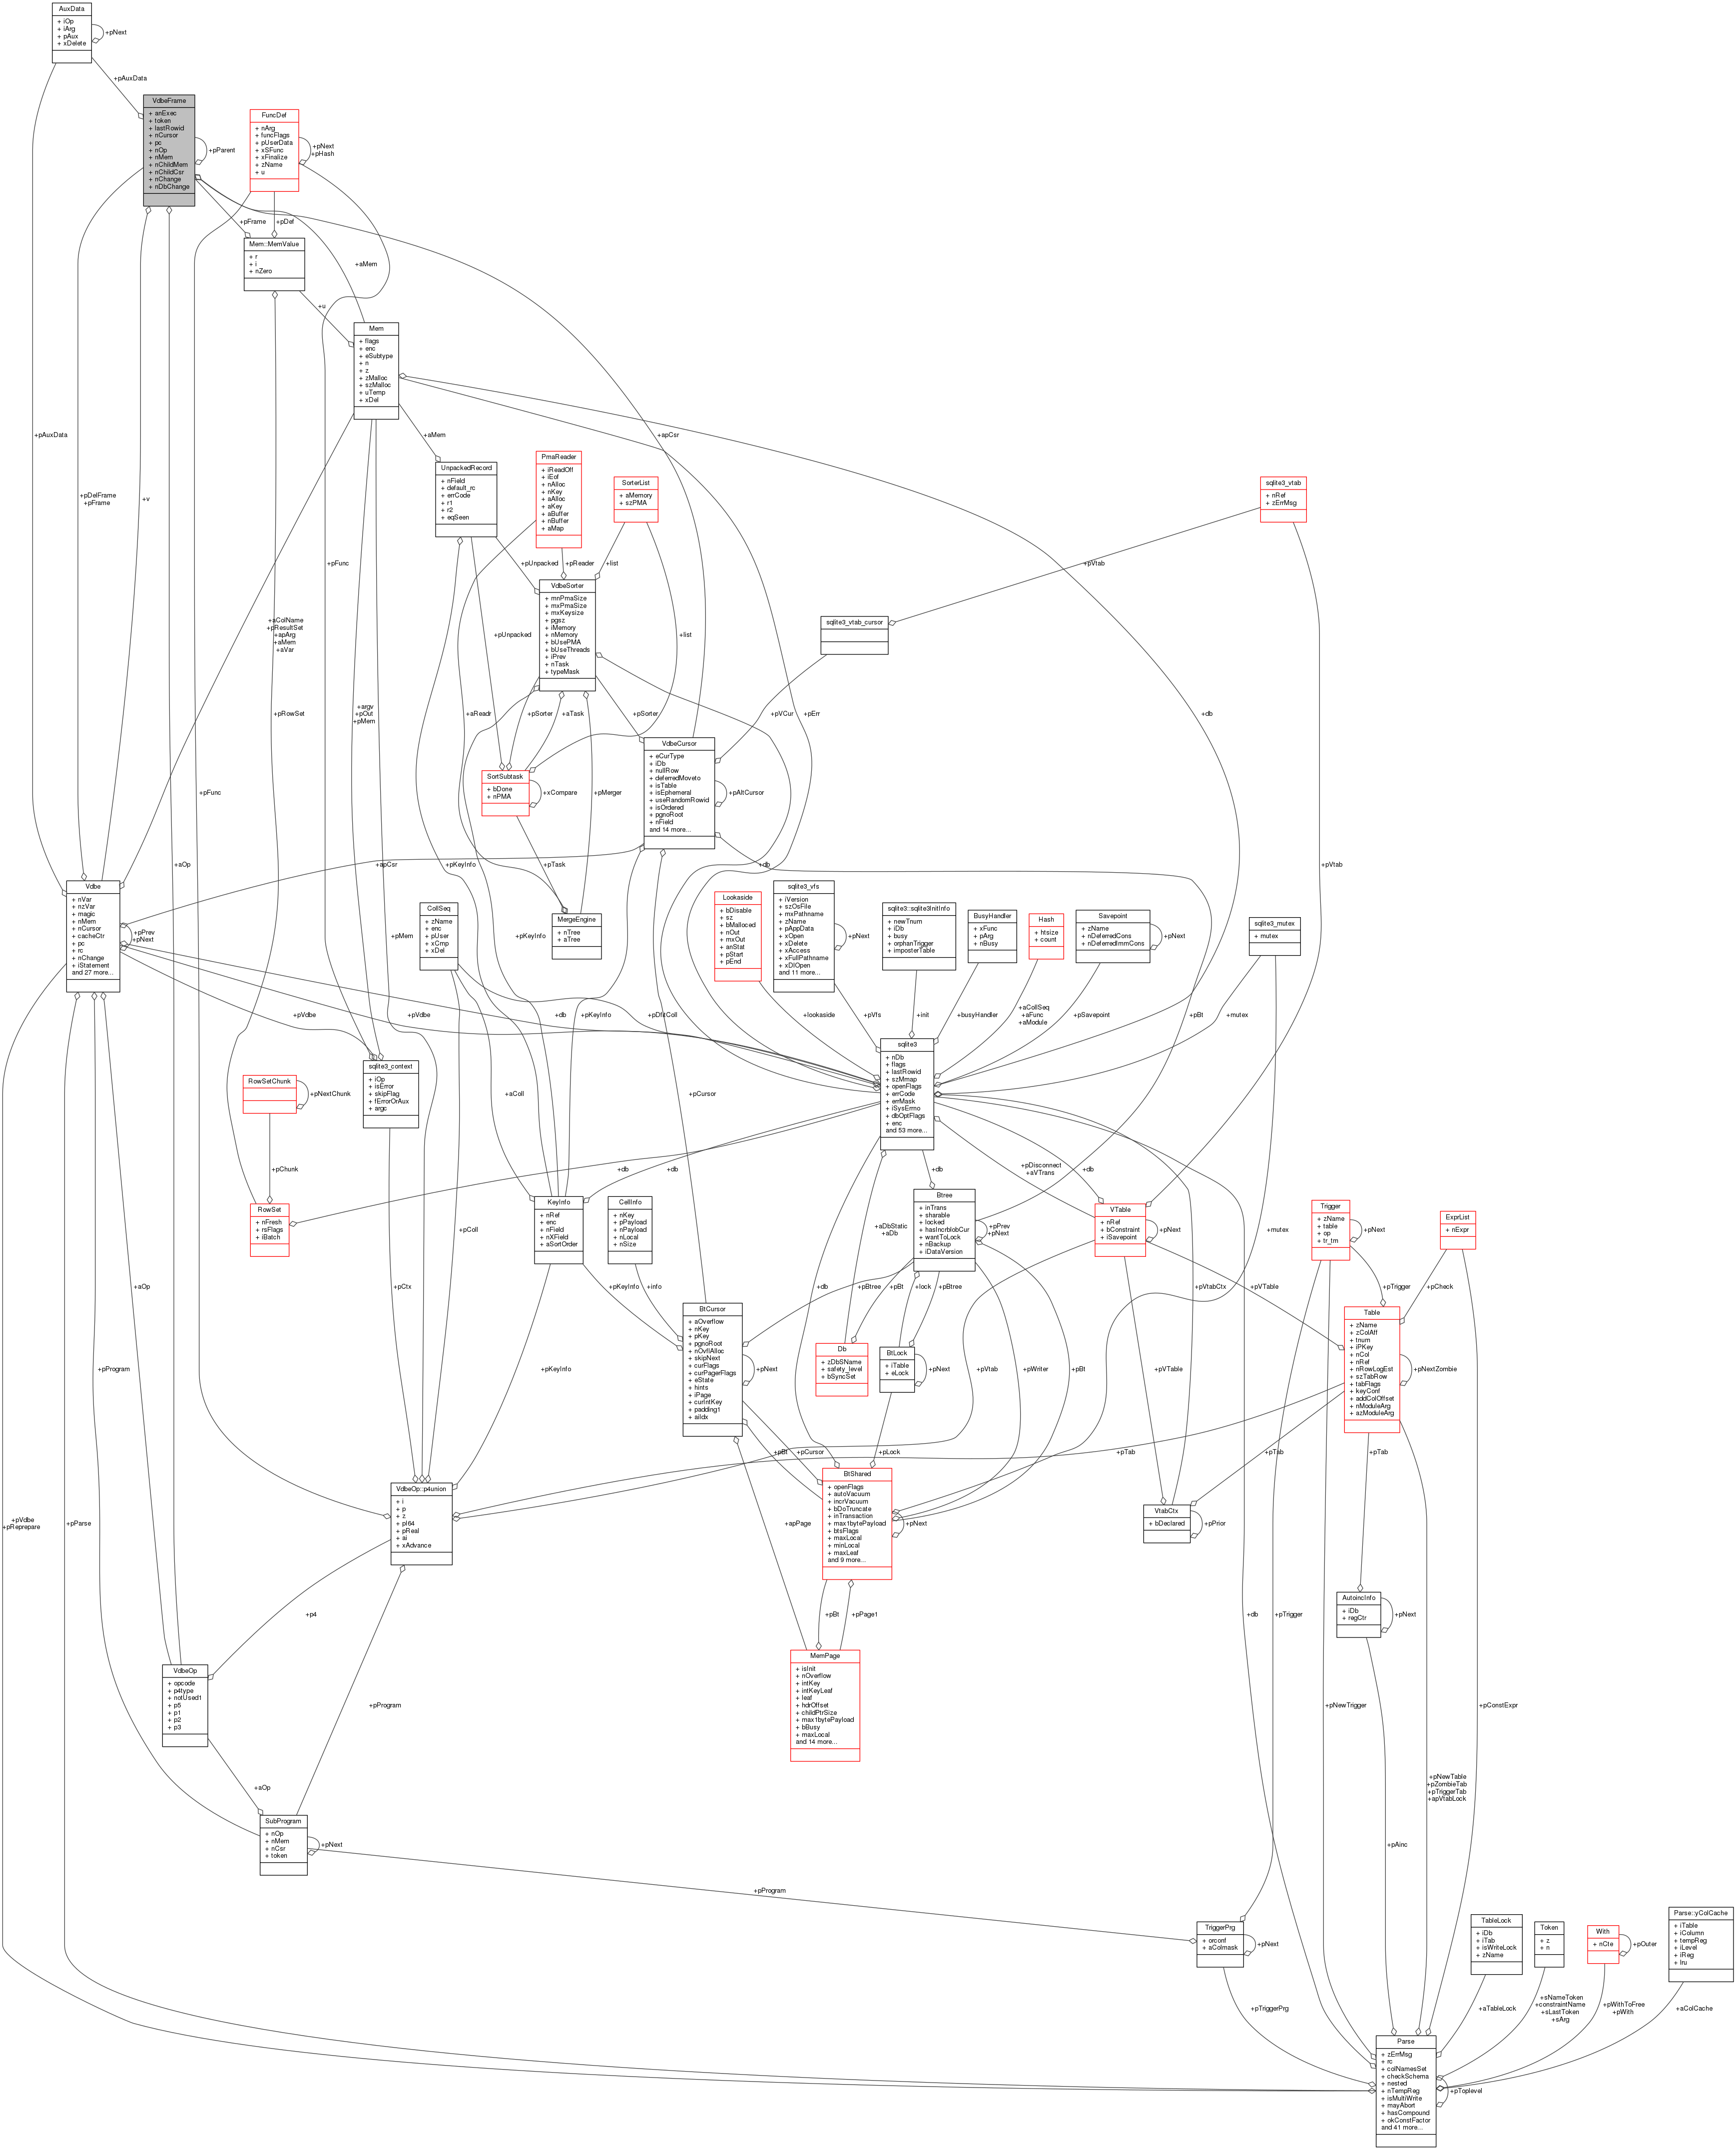 AuxData
+ iOp
+ iArg
+ pAux
+ xDelete
+pNext
+pAuxData
VdbeFrame
+ anExec
+ token
+ lastRowid
+ nCursor
+ pc
+ nOp
+ nMem
+ nChildMem
+ nChildCsr
+ nChange
+ nDbChange
+pParent
FuncDef
+ nArg
+ funcFlags
+ pUserData
+ xSFunc
+ xFinalize
+ zName
+ u
+pNext
+pHash
+pFrame
+pDef
Mem::MemValue
+ r
+ i
+ nZero
+aMem
+u
Mem
+ flags
+ enc
+ eSubtype
+ n
+ z
+ zMalloc
+ szMalloc
+ uTemp
+ xDel
+pAuxData
+aMem
+apCsr
UnpackedRecord
+ nField
+ default_rc
+ errCode
+ r1
+ r2
+ eqSeen
PmaReader
+ iReadOff
+ iEof
+ nAlloc
+ nKey
+ aAlloc
+ aKey
+ aBuffer
+ nBuffer
+ aMap
SorterList
+ aMemory
+ szPMA
sqlite3_vtab
+ nRef
+ zErrMsg
+pDelFrame
+pFrame
+v
+pFunc
+pUnpacked
+pReader
+list
+pVtab
VdbeSorter
+ mnPmaSize
+ mxPmaSize
+ mxKeysize
+ pgsz
+ iMemory
+ nMemory
+ bUsePMA
+ bUseThreads
+ iPrev
+ nTask
+ typeMask
sqlite3_vtab_cursor
+aColName
+pResultSet
+apArg
+aMem
+aVar
+pUnpacked
+list
+argv
+pOut
+pMem
+pRowSet
+aReadr
+pSorter
+aTask
+pSorter
+pVCur
+pErr
+db
VdbeCursor
+ eCurType
+ iDb
+ nullRow
+ deferredMoveto
+ isTable
+ isEphemeral
+ useRandomRowid
+ isOrdered
+ pgnoRoot
+ nField
and 14 more...
+pAltCursor
SortSubtask
+ bDone
+ nPMA
+xCompare
+pMerger
+pFunc
+aOp
+apCsr
+pKeyInfo
+pTask
+db
+pVtab
Vdbe
+ nVar
+ nzVar
+ magic
+ nMem
+ nCursor
+ cacheCtr
+ pc
+ rc
+ nChange
+ iStatement
and 27 more...
+pPrev
+pNext
CollSeq
+ zName
+ enc
+ pUser
+ xCmp
+ xDel
MergeEngine
+ nTree
+ aTree
Lookaside
+ bDisable
+ sz
+ bMalloced
+ nOut
+ mxOut
+ anStat
+ pStart
+ pEnd
sqlite3_vfs
+ iVersion
+ szOsFile
+ mxPathname
+ zName
+ pAppData
+ xOpen
+ xDelete
+ xAccess
+ xFullPathname
+ xDlOpen
and 11 more...
+pNext
sqlite3::sqlite3InitInfo
+ newTnum
+ iDb
+ busy
+ orphanTrigger
+ imposterTable
BusyHandler
+ xFunc
+ pArg
+ nBusy
Hash
+ htsize
+ count
Savepoint
+ zName
+ nDeferredCons
+ nDeferredImmCons
+pNext
sqlite3_mutex
+ mutex
+pMem
+pKeyInfo
+pVdbe
+pVdbe
+db
+pDfltColl
+pKeyInfo
+lookaside
+pVfs
+init
+busyHandler
+aCollSeq
+aFunc
+aModule
+pSavepoint
+mutex
+pBt
sqlite3
+ nDb
+ flags
+ lastRowid
+ szMmap
+ openFlags
+ errCode
+ errMask
+ iSysErrno
+ dbOptFlags
+ enc
and 53 more...
sqlite3_context
+ iOp
+ isError
+ skipFlag
+ fErrorOrAux
+ argc
RowSetChunk
+pNextChunk
+aColl
+pCursor
+pChunk
+db
+db
+db
+pDisconnect
+aVTrans
+db
RowSet
+ nFresh
+ rsFlags
+ iBatch
KeyInfo
+ nRef
+ enc
+ nField
+ nXField
+ aSortOrder
CellInfo
+ nKey
+ pPayload
+ nPayload
+ nLocal
+ nSize
Btree
+ inTrans
+ sharable
+ locked
+ hasIncrblobCur
+ wantToLock
+ nBackup
+ iDataVersion
+pPrev
+pNext
VTable
+ nRef
+ bConstraint
+ iSavepoint
+pNext
Trigger
+ zName
+ table
+ op
+ tr_tm
+pNext
ExprList
+ nExpr
+aDbStatic
+aDb
+pColl
+mutex
+pCtx
+pKeyInfo
+info
+db
+pBtree
+pBt
+lock
+pBtree
+pVtabCtx
+pVTable
+pTrigger
+pCheck
+aOp
BtCursor
+ aOverflow
+ nKey
+ pKey
+ pgnoRoot
+ nOvflAlloc
+ skipNext
+ curFlags
+ curPagerFlags
+ eState
+ hints
+ iPage
+ curIntKey
+ padding1
+ aiIdx
+pNext
Table
+ zName
+ zColAff
+ tnum
+ iPKey
+ nCol
+ nRef
+ nRowLogEst
+ szTabRow
+ tabFlags
+ keyConf
+ addColOffset
+ nModuleArg
+ azModuleArg
+pNextZombie
Db
+ zDbSName
+ safety_level
+ bSyncSet
BtLock
+ iTable
+ eLock
+pNext
+pProgram
+pKeyInfo
+pVtab
+pWriter
+pBt
+pVTable
+pBt
+pCursor
+pLock
+pTab
+pTab
+pTab
VdbeOp::p4union
+ i
+ p
+ z
+ pI64
+ pReal
+ ai
+ xAdvance
BtShared
+ openFlags
+ autoVacuum
+ incrVacuum
+ bDoTruncate
+ inTransaction
+ max1bytePayload
+ btsFlags
+ maxLocal
+ minLocal
+ maxLeaf
and 9 more...
+pNext
VtabCtx
+ bDeclared
+pPrior
+pVdbe
+pReprepare
+pParse
+apPage
AutoincInfo
+ iDb
+ regCtr
+pNext
+p4
+pBt
+pPage1
+db
+pTrigger
MemPage
+ isInit
+ nOverflow
+ intKey
+ intKeyLeaf
+ leaf
+ hdrOffset
+ childPtrSize
+ max1bytePayload
+ bBusy
+ maxLocal
and 14 more...
VdbeOp
+ opcode
+ p4type
+ notUsed1
+ p5
+ p1
+ p2
+ p3
+pProgram
+pNewTrigger
+pConstExpr
+aOp
+pNewTable
+pZombieTab
+pTriggerTab
+apVtabLock
SubProgram
+ nOp
+ nMem
+ nCsr
+ token
+pNext
+pAinc
+pProgram
TriggerPrg
+ orconf
+ aColmask
+pNext
TableLock
+ iDb
+ iTab
+ isWriteLock
+ zName
Token
+ z
+ n
With
+ nCte
+pOuter
Parse::yColCache
+ iTable
+ iColumn
+ tempReg
+ iLevel
+ iReg
+ lru
+pTriggerPrg
+aTableLock
+sNameToken
+constraintName
+sLastToken
+sArg
+pWithToFree
+pWith
+aColCache
Parse
+ zErrMsg
+ rc
+ colNamesSet
+ checkSchema
+ nested
+ nTempReg
+ isMultiWrite
+ mayAbort
+ hasCompound
+ okConstFactor
and 41 more...
+pToplevel